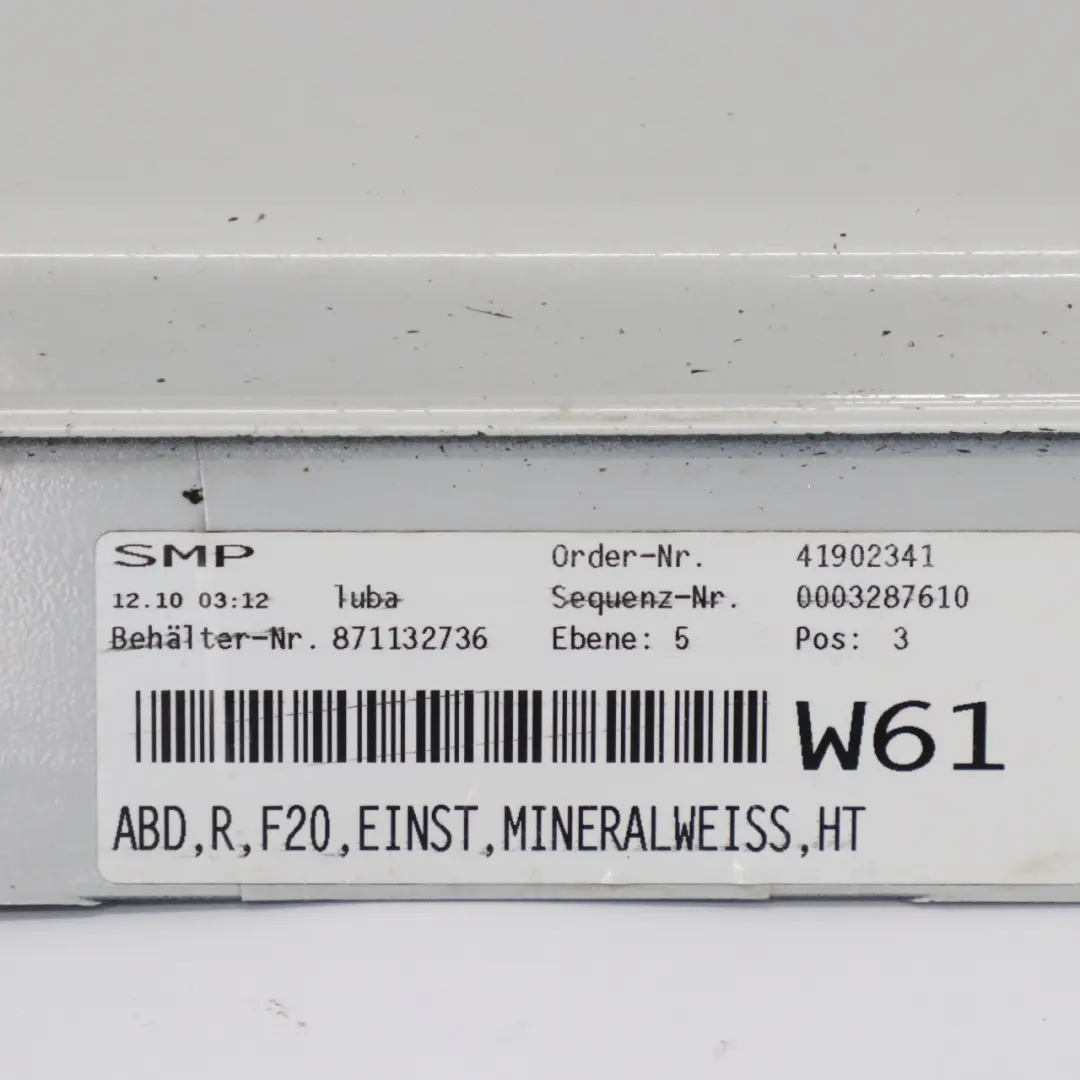 SMP Order-Nr. 41902341
12.10 03:12 luba Sequenz-Nr. 0003287610
Behälter-Nr. 871132736 Ebene: 5 Pos: 3
W61
ABD,R,F20,EINST,MINERALWEISS,HT